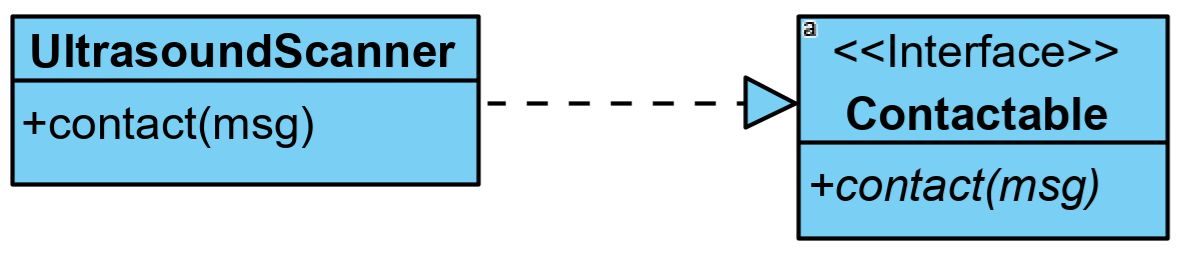 UltrasoundScanner
+contact(msg)
a
<<Interface>>
Contactable
+contact(msg)